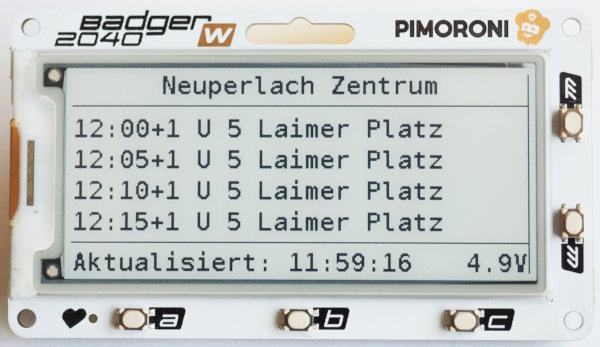 Badger
2040 W
PIMORONI
Neuperlach Zentrum
12:00+1 U 5 Laimer Platz
12:05+1 U 5 Laimer Platz
12:10+1 U 5 Laimer Platz
12:15+1 U 5 Laimer Platz
Aktualisiert: 11:59:16 4.9V
a b c